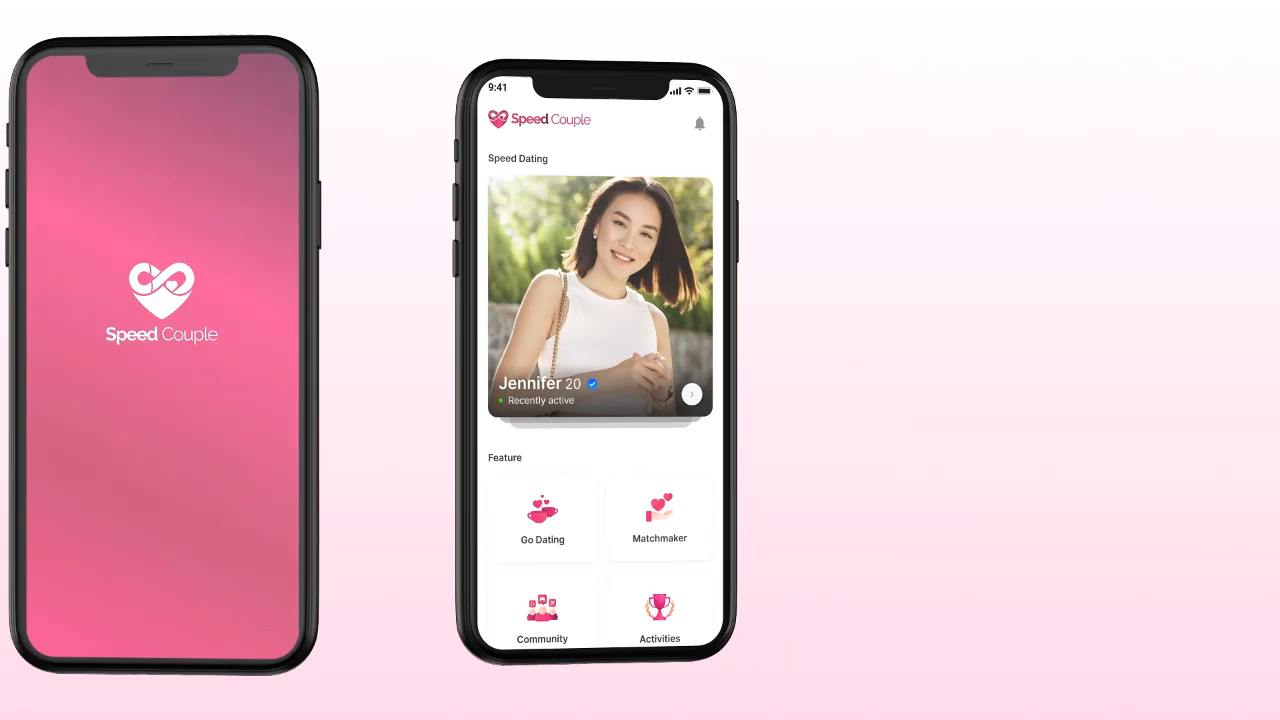 Speed Couple
9:41
Speed Couple
Speed Dating
Jennifer 20
Recently active
Feature
Go Dating
Matchmaker
Community
Activities